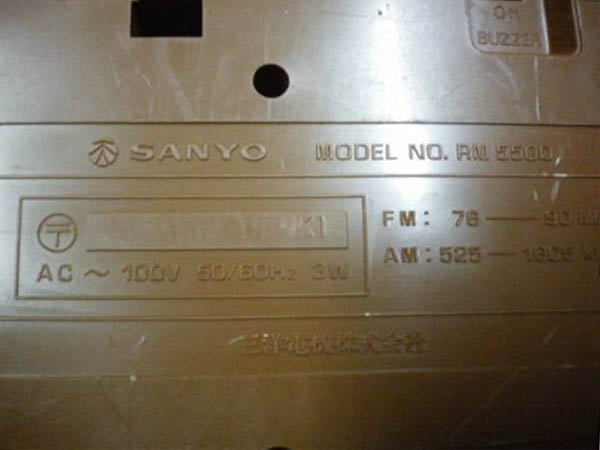 ON
BUZZER
SANYO MODEL NO. RM 5500
FM: 76 — 90
AM: 525 — 1605
AC ~ 100V 50/60Hz 3W
三洋電機株式会社